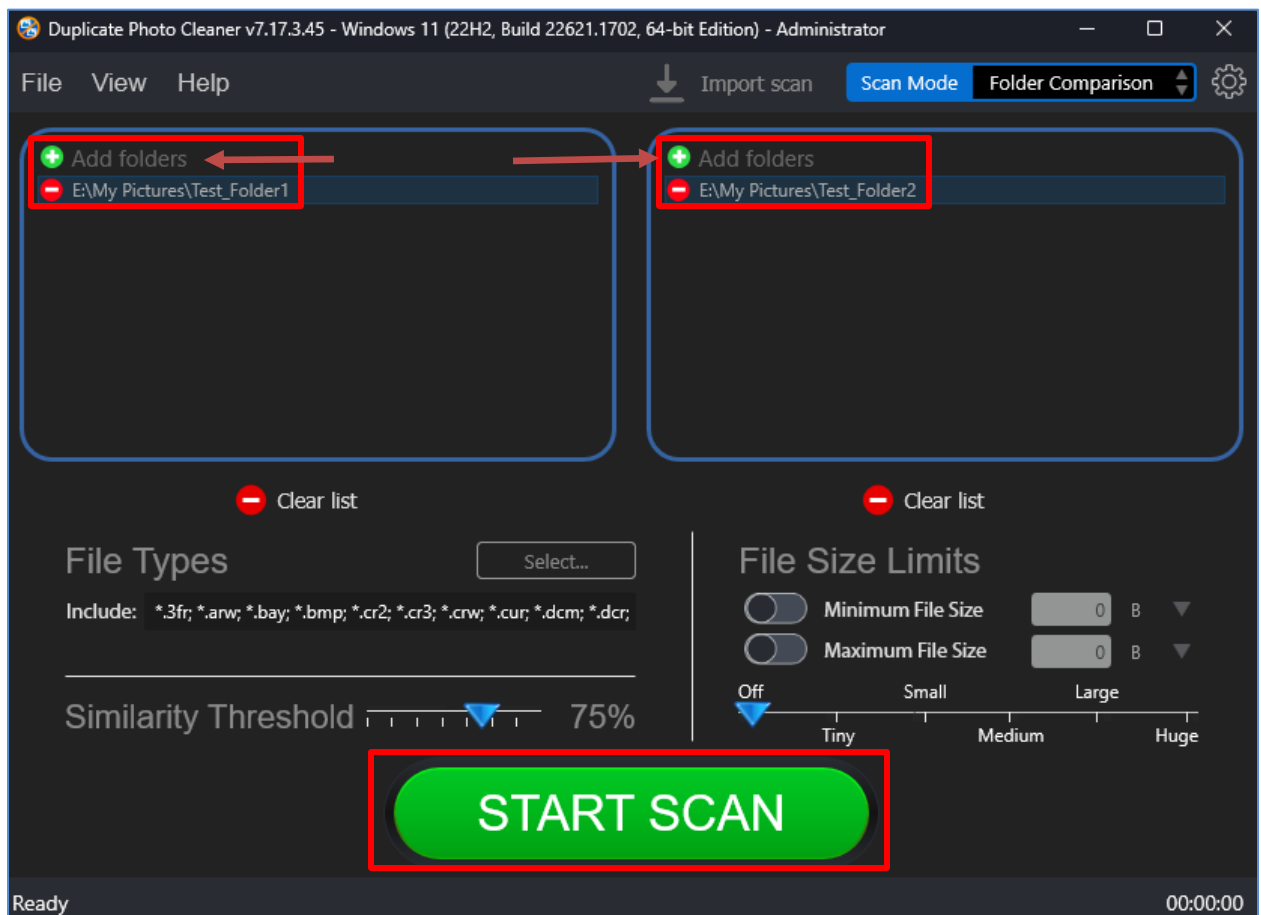 Duplicate Photo Cleaner v7.17.3.45 - Windows 11 (22H2, Build 22621.1702, 64-bit Edition) - Administrator
File View Help Import scan Scan Mode Folder Comparison
Add folders
E:\My Pictures\Test_Folder1
Add folders
E:\My Pictures\Test_Folder2
Clear list
Clear list
File Types Select...
Include: *.3fr; *.arw; *.bay; *.bmp; *.cr2; *.cr3; *.crw; *.cur; *.dcm; *.dcr;
Similarity Threshold 75%
File Size Limits
Minimum File Size 0 B
Maximum File Size 0 B
Off Small Large
Tiny Medium Huge
START SCAN
Ready 00:00:00